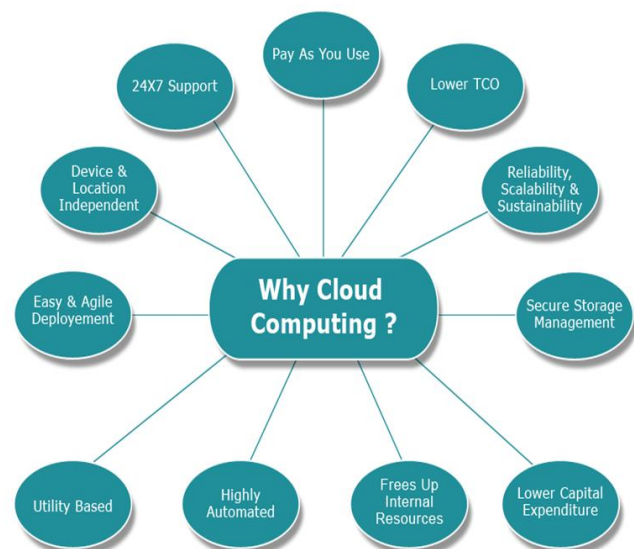 Pay As You Use
24X7 Support
Lower TCO
Device &
Location
Independent
Reliability,
Scalability &
Sustainability
Why Cloud
Computing ?
Easy & Agile
Deployement
Secure Storage
Management
Utility Based
Highly
Automated
Frees Up
Internal
Resources
Lower Capital
Expenditure